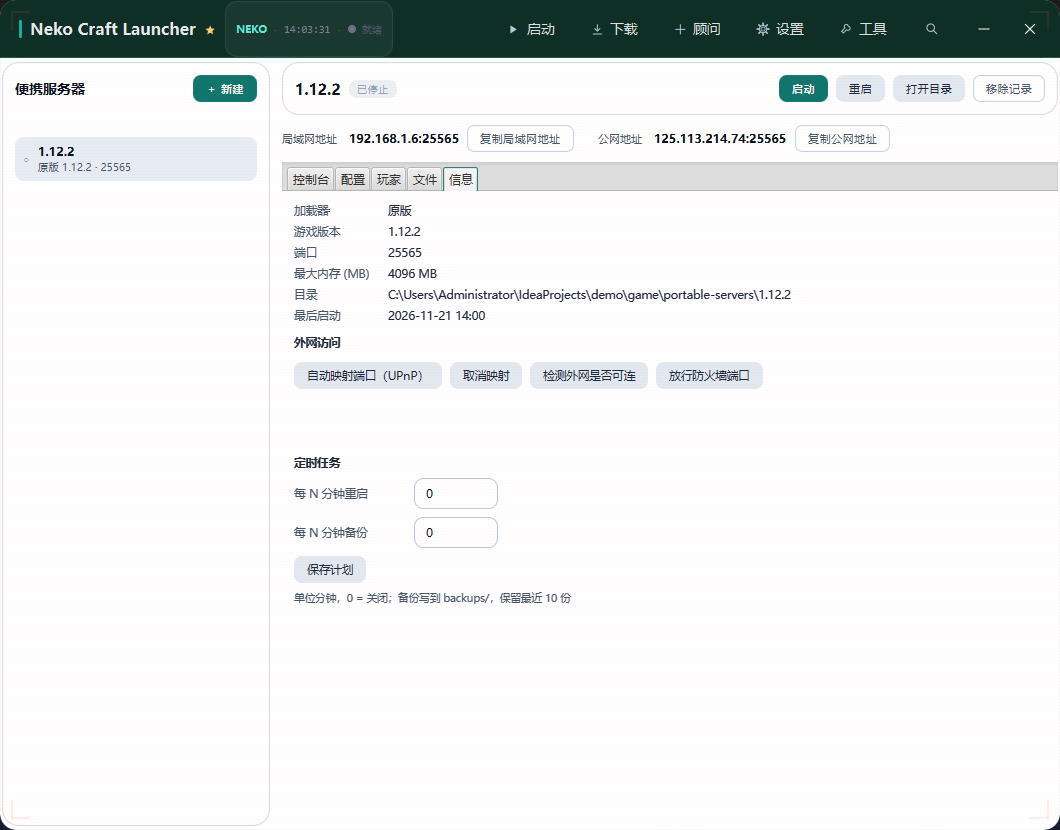 Neko Craft Launcher ★ NEKO · 14:03:31 · 就绪 启动 下载 顾问 设置 工具
便携服务器 + 新建
1.12.2
原版 1.12.2 · 25565
1.12.2 已停止 启动 重启 打开目录 移除记录
局域网地址 192.168.1.6:25565 复制局域网地址 公网地址 125.113.214.74:25565 复制公网地址
控制台 配置 玩家 文件 信息
加载器 原版
游戏版本 1.12.2
端口 25565
最大内存 (MB) 4096 MB
目录 C:\Users\Administrator\IdeaProjects\demo\game\portable-servers\1.12.2
最后启动 2026-11-21 14:00
外网访问
自动映射端口（UPnP） 取消映射 检测外网是否可连 放行防火墙端口
定时任务
每 N 分钟重启 0
每 N 分钟备份 0
保存计划
单位分钟，0 = 关闭；备份写到 backups/，保留最近 10 份